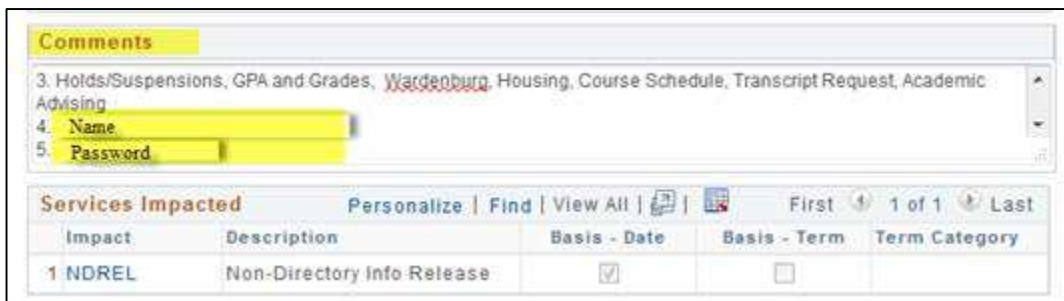 Comments
3. Holds/Suspensions, GPA and Grades, Wardenburg, Housing, Course Schedule, Transcript Request, Academic
Advising
4. Name
5. Password
Services Impacted Personalize | Find | View All | | First 1 of 1 Last
Impact Description Basis - Date Basis - Term Term Category
1 NDREL Non-Directory Info Release